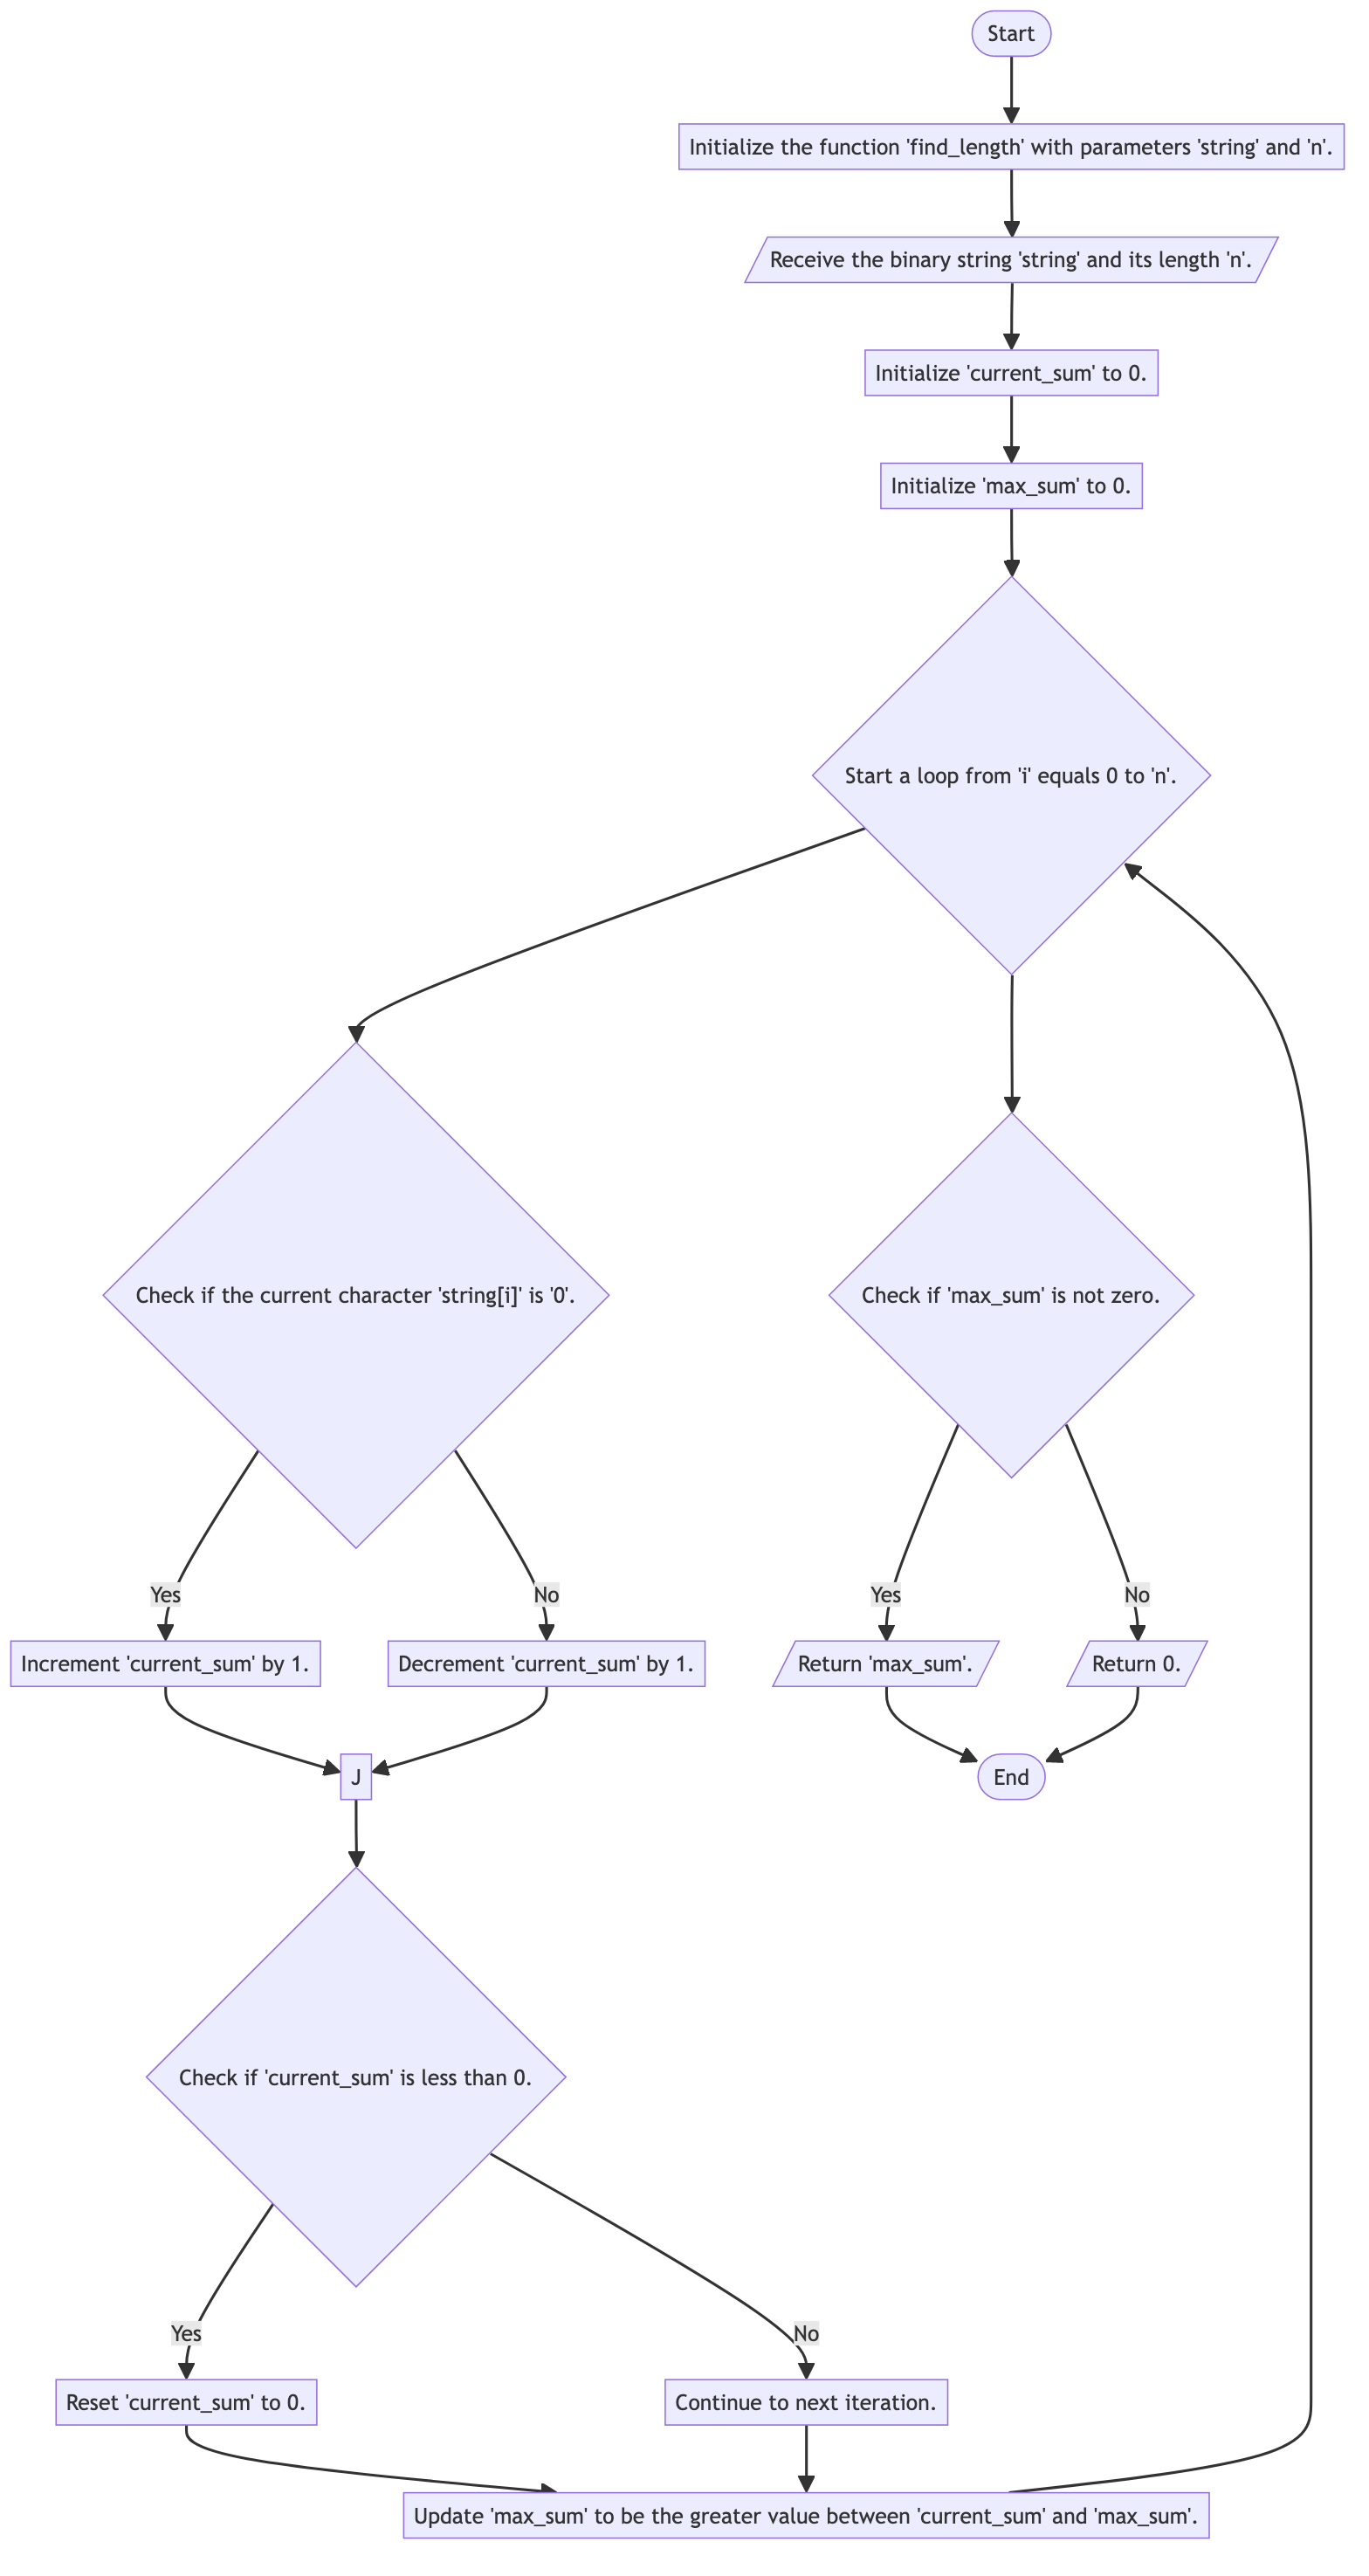 Start
Initialize the function 'find_length' with parameters 'string' and 'n'.
Receive the binary string 'string' and its length 'n'.
Initialize 'current_sum' to 0.
Initialize 'max_sum' to 0.
Start a loop from 'i' equals 0 to 'n'.
Check if the current character 'string[i]' is '0'.
Check if 'max_sum' is not zero.
Yes
No
Yes
No
Increment 'current_sum' by 1.
Decrement 'current_sum' by 1.
Return 'max_sum'.
Return 0.
J
End
Check if 'current_sum' is less than 0.
Yes
No
Reset 'current_sum' to 0.
Continue to next iteration.
Update 'max_sum' to be the greater value between 'current_sum' and 'max_sum'.